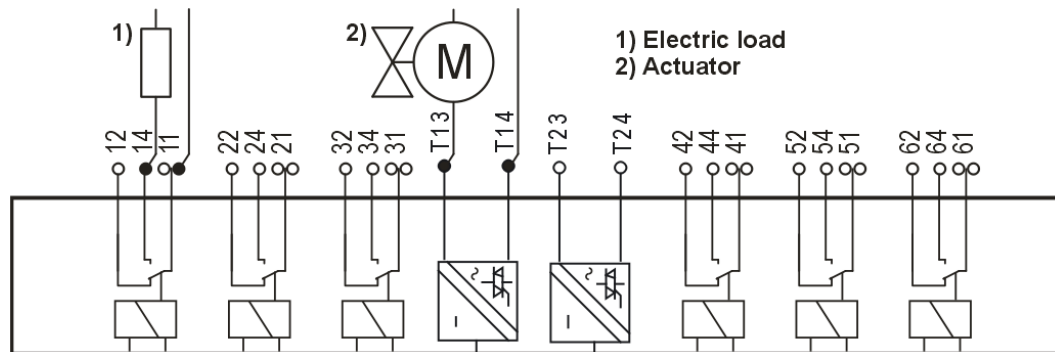 1)
2)
M
1) Electric load
2) Actuator
12 14 11 22 24 21 32 34 31 T13 T14 T23 T24 42 44 41 52 54 51 62 64 61
~ ~
– –